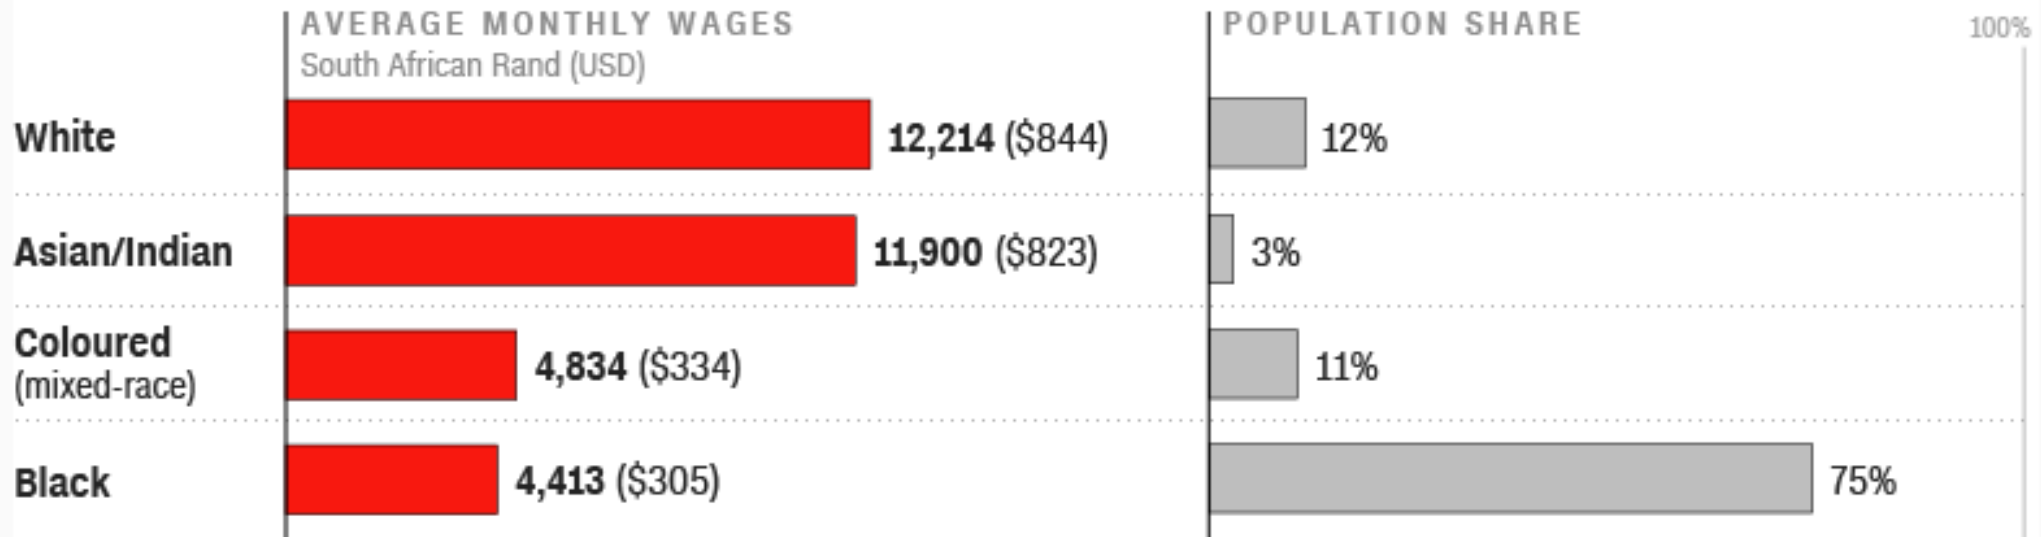 AVERAGE MONTHLY WAGES
South African Rand (USD)
POPULATION SHARE
100%
White
12,214 ($844)
12%
Asian/Indian
11,900 ($823)
3%
Coloured
(mixed-race)
4,834 ($334)
11%
Black
4,413 ($305)
75%